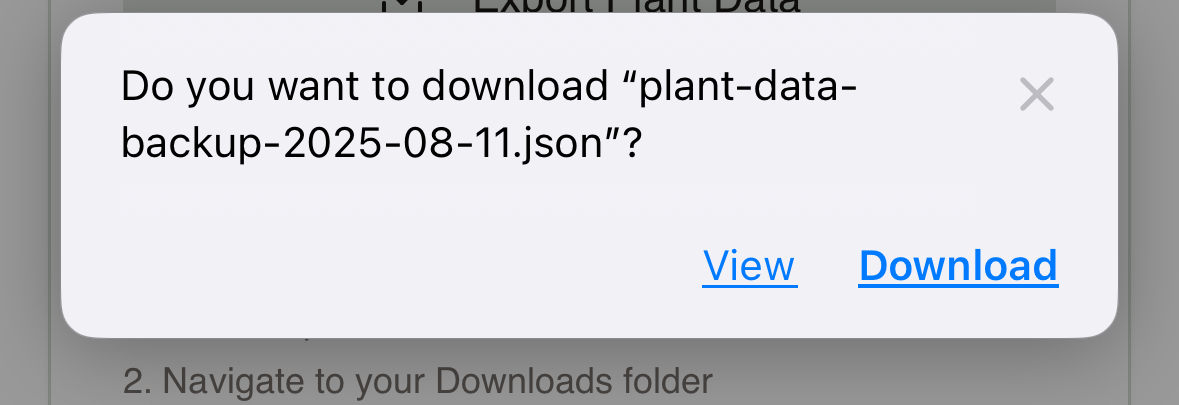 Export Plant Data
Do you want to download “plant-data-
backup-2025-08-11.json”?
View Download
2. Navigate to your Downloads folder